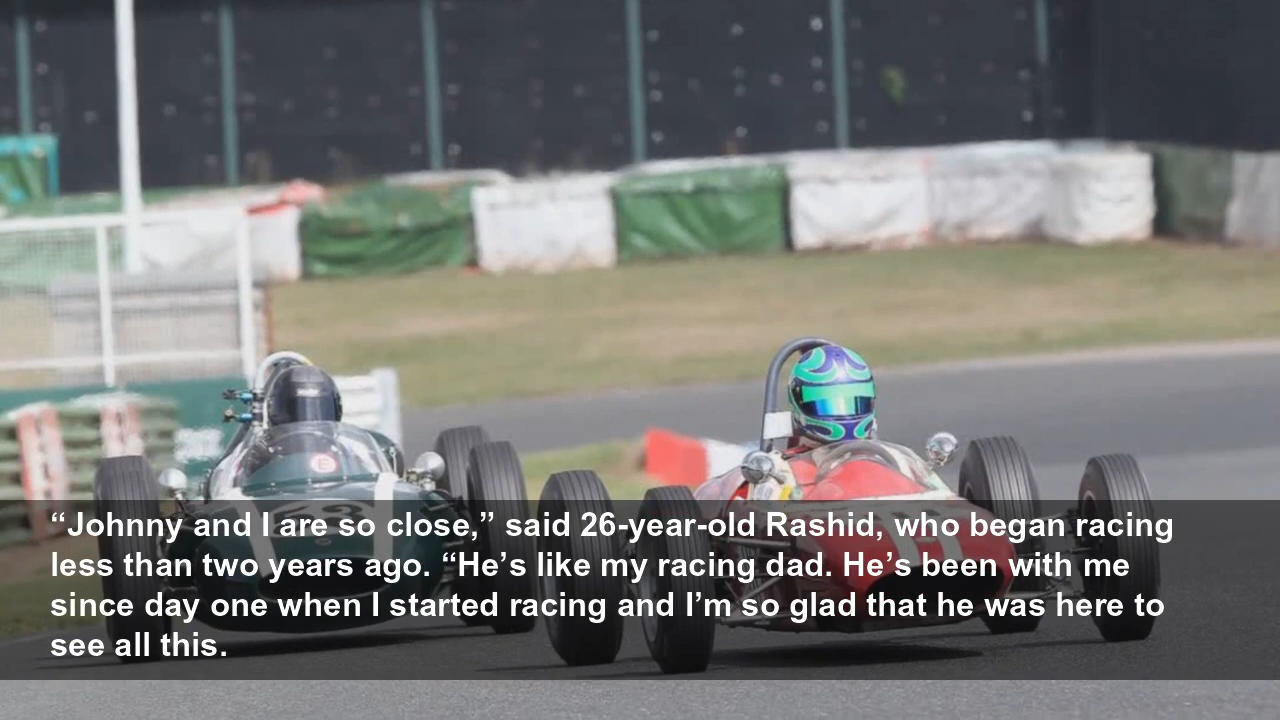 “Johnny and I are so close,” said 26-year-old Rashid, who began racing
less than two years ago. “He’s like my racing dad. He’s been with me
since day one when I started racing and I’m so glad that he was here to
see all this.